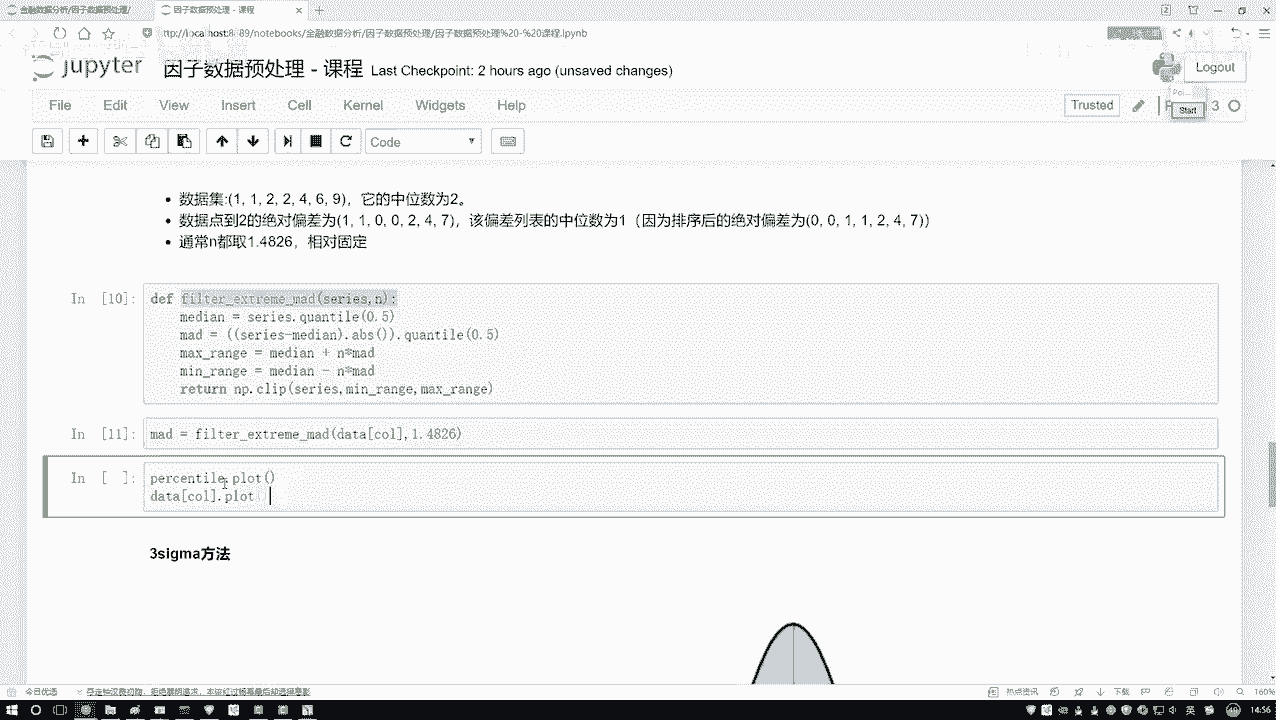 金融数据分析/因子数据预处理/
因子数据预处理 - 课程
ttp://localhost:8
89/notebooks/金融数据分析/因子数据预处理/因子数据预处理%20-%20课程.ipynb
jupyter 因子数据预处理 - 课程 Last Checkpoint: 2 hours ago (unsaved changes)
Logout
File Edit View Insert Cell Kernel Widgets Help
Trusted
3
Start
Code
数据集:(1, 1, 2, 2, 4, 6, 9)，它的中位数为2。
数据点到2的绝对偏差为(1, 1, 0, 0, 2, 4, 7)，该偏差列表的中位数为1（因为排序后的绝对偏差为(0, 0, 1, 1, 2, 4, 7)）
通常n都取1.4826，相对固定
In [10]:
def filter_extreme_mad(series,n):
median = series.quantile(0.5)
mad = ((series-median).abs()).quantile(0.5)
max_range = median + n*mad
min_range = median - n*mad
return np.clip(series,min_range,max_range)
In [11]:
mad = filter_extreme_mad(data[col],1.4826)
In [ ]:
percentile.plot()
data[col].plot
3sigma方法
今日优选
热点资讯
下载
160%
英
14:56